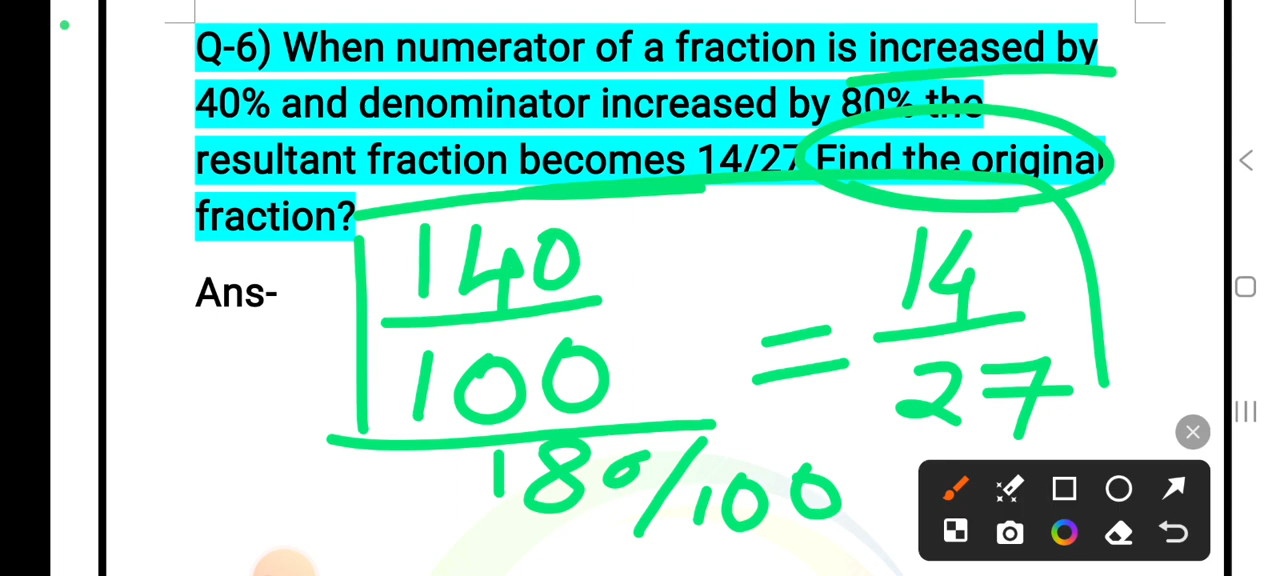 Q-6) When numerator of a fraction is increased by
40% and denominator increased by 80% the
resultant fraction becomes 14/27 Find the original
fraction?
Ans-
140
100
180/100
=
14
27